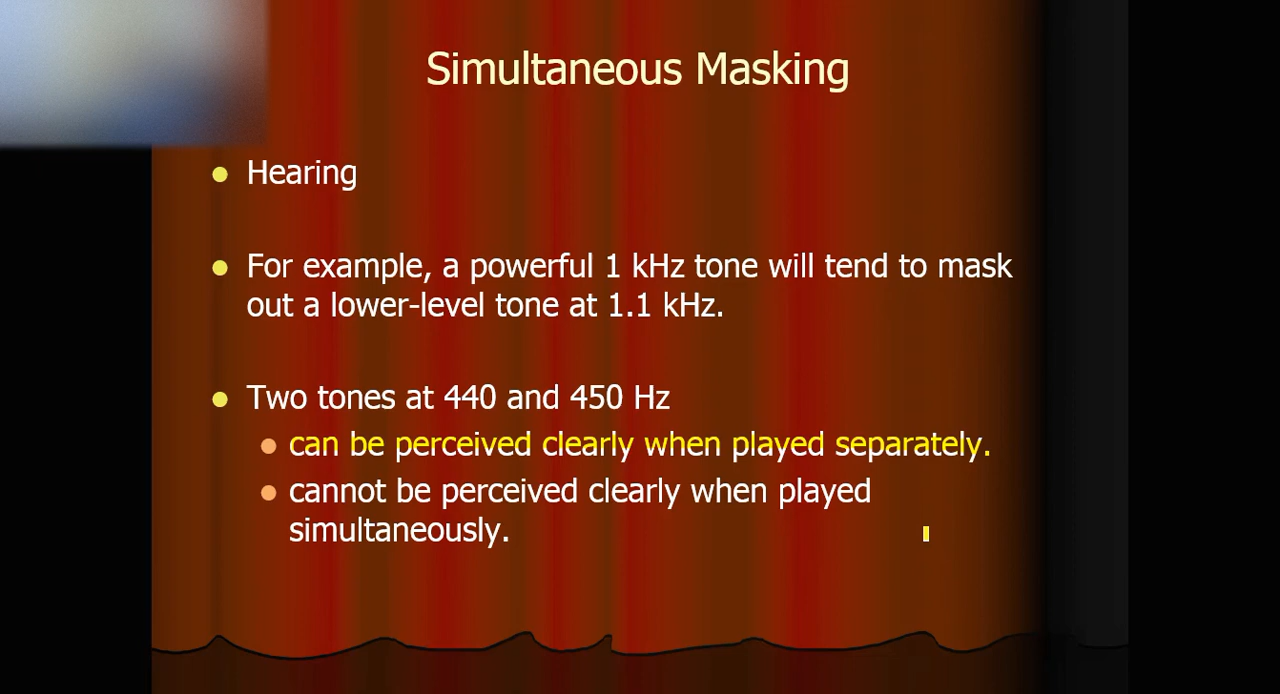 Simultaneous Masking
Hearing
For example, a powerful 1 kHz tone will tend to mask
out a lower-level tone at 1.1 kHz.
Two tones at 440 and 450 Hz
can be perceived clearly when played separately.
cannot be perceived clearly when played
simultaneously.